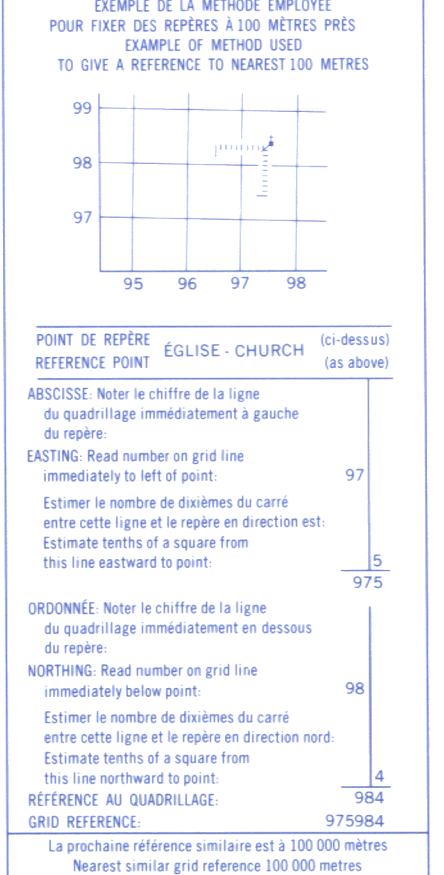 EXEMPLE DE LA MÉTHODE EMPLOYÉE
POUR FIXER DES REPÈRES À 100 MÈTRES PRÈS
EXAMPLE OF METHOD USED
TO GIVE A REFERENCE TO NEAREST 100 METRES
99
98
97
95 96 97 98
POINT DE REPÈRE
REFERENCE POINT
ÉGLISE - CHURCH
(ci-dessus)
(as above)
ABSCISSE: Noter le chiffre de la ligne
du quadrillage immédiatement à gauche
du repère:
EASTING: Read number on grid line
immediately to left of point: 97
Estimer le nombre de dixièmes du carré
entre cette ligne et le repère en direction est:
Estimate tenths of a square from
this line eastward to point: 5
975
ORDONNÉE: Noter le chiffre de la ligne
du quadrillage immédiatement en dessous
du repère:
NORTHING: Read number on grid line
immediately below point: 98
Estimer le nombre de dixièmes du carré
entre cette ligne et le repère en direction nord:
Estimate tenths of a square from
this line northward to point: 4
RÉFÉRENCE AU QUADRILLAGE: 984
GRID REFERENCE: 975984
La prochaine référence similaire est à 100 000 mètres
Nearest similar grid reference 100 000 metres